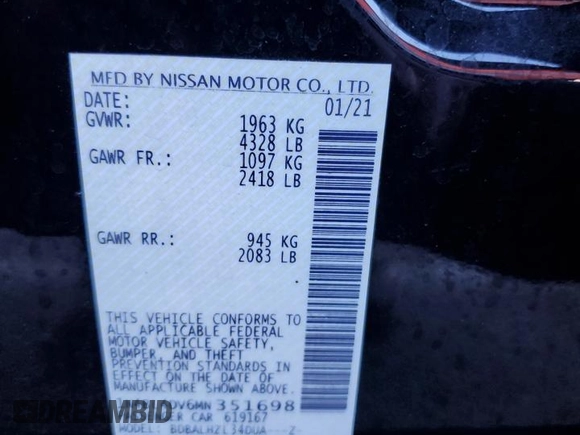 MFD BY NISSAN MOTOR CO., LTD.
DATE: 01/21
GVWR: 1963 KG
4328 LB
GAWR FR.: 1097 KG
2418 LB
GAWR RR.: 945 KG
2083 LB
THIS VEHICLE CONFORMS TO
ALL APPLICABLE FEDERAL
MOTOR VEHICLE SAFETY,
BUMPER, AND THEFT
PREVENTION STANDARDS IN
EFFECT ON THE DATE OF
MANUFACTURE SHOWN ABOVE.
DV6MN351698
CAR 619167
DREAMBID